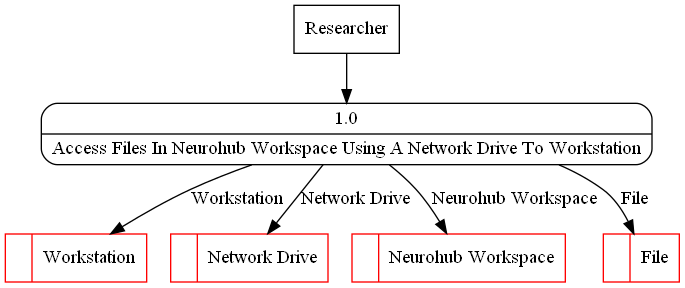 Researcher
1.0
Access Files In Neurohub Workspace Using A Network Drive To Workstation
Workstation
Network Drive
Neurohub Workspace
File
Workstation
Network Drive
Neurohub Workspace
File